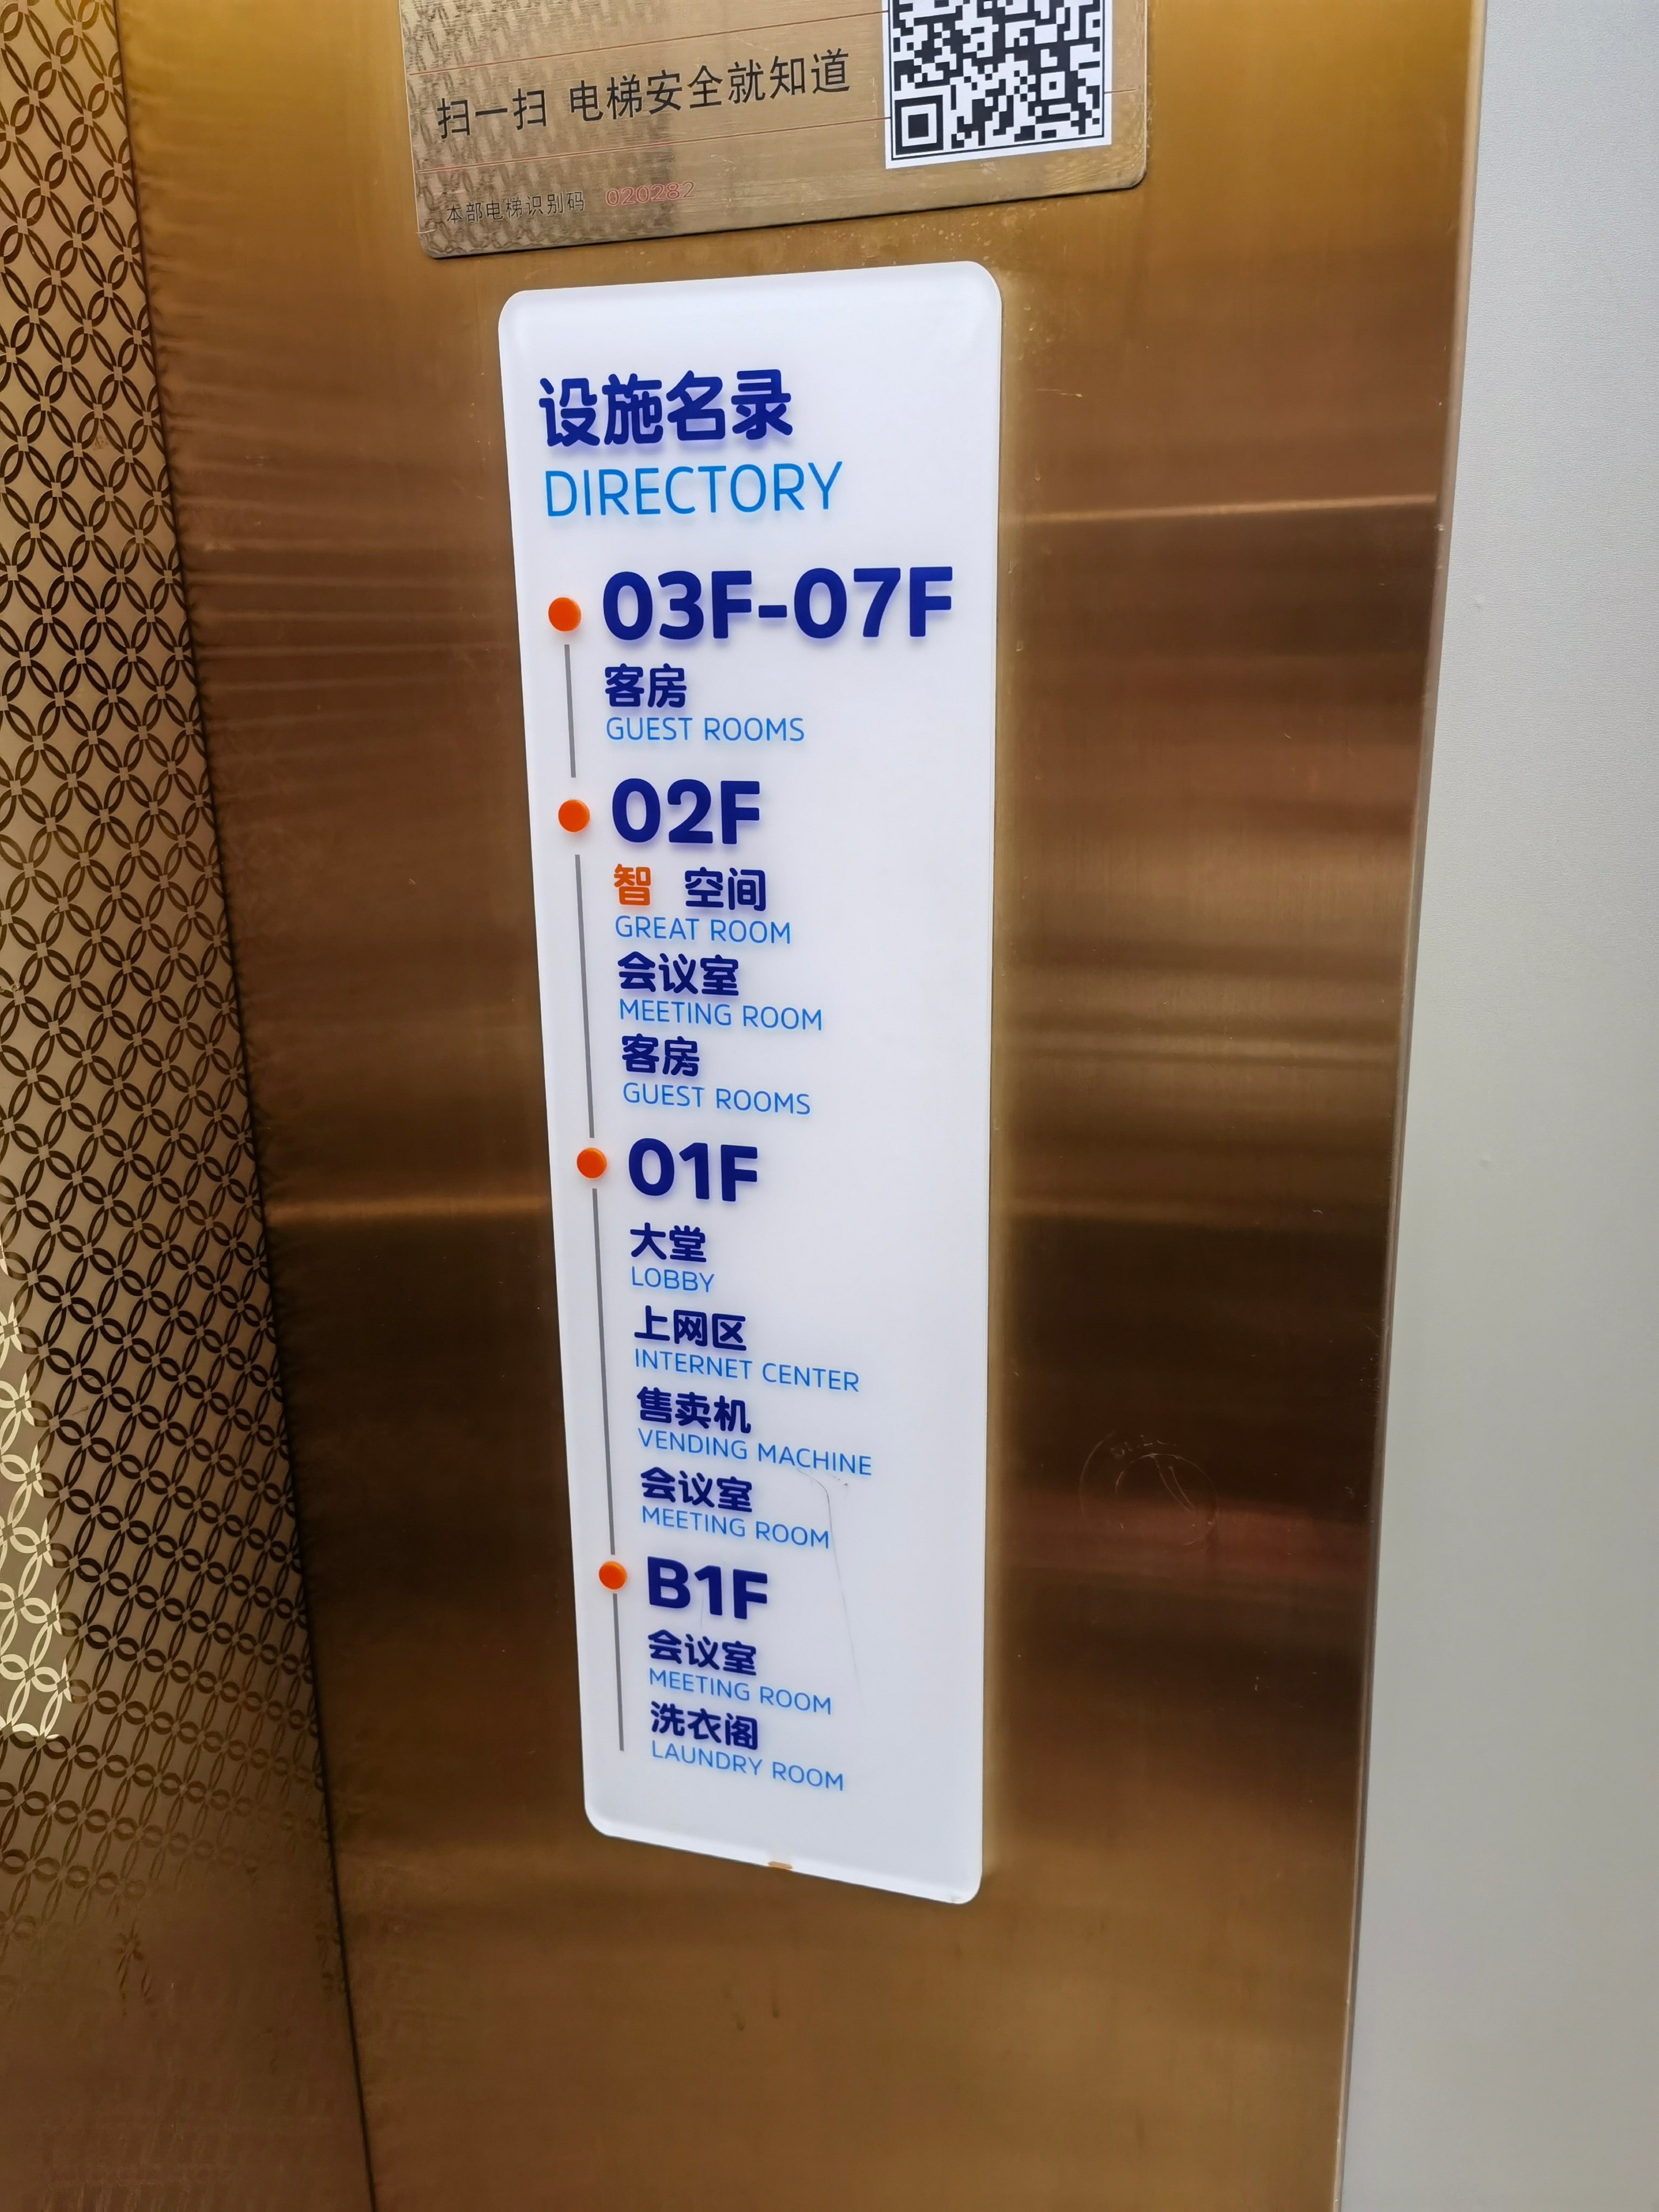 扫一扫 电梯安全就知道
本部电梯识别码 020282
设施名录
DIRECTORY
03F-07F
客房
GUEST ROOMS
02F
智 空间
GREAT ROOM
会议室
MEETING ROOM
客房
GUEST ROOMS
01F
大堂
LOBBY
上网区
INTERNET CENTER
售卖机
VENDING MACHINE
会议室
MEETING ROOM
B1F
会议室
MEETING ROOM
洗衣阁
LAUNDRY ROOM